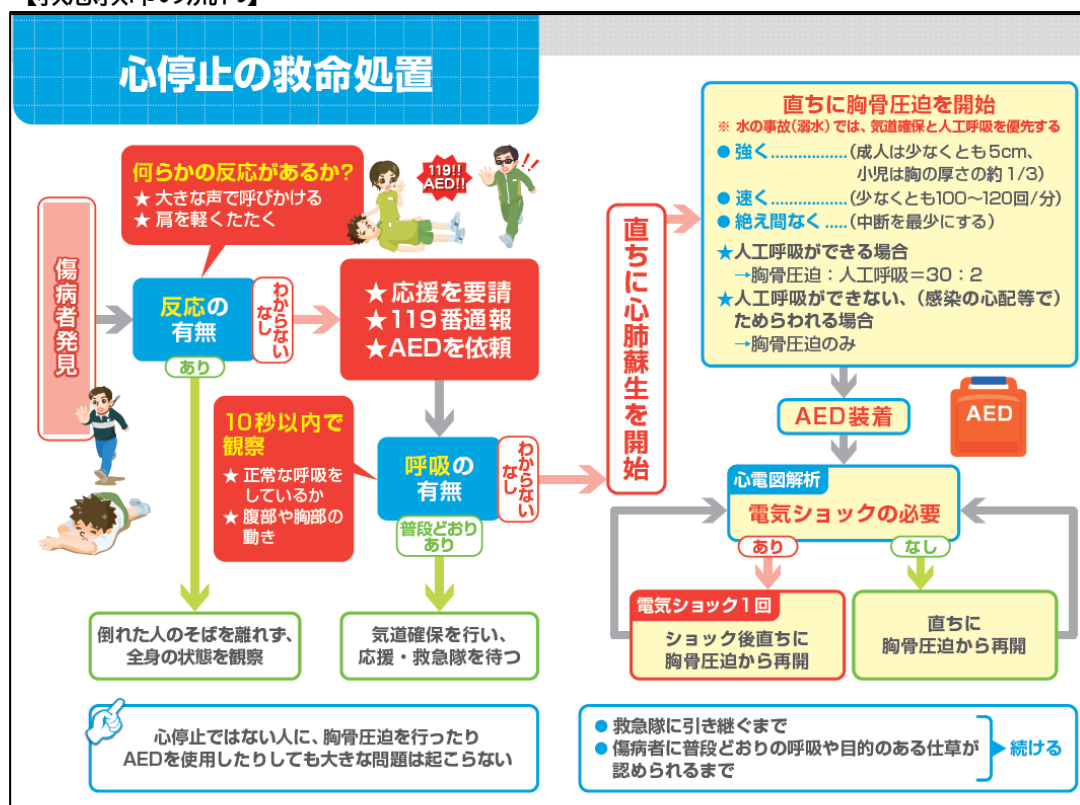 心停止の救命処置
傷病者発見
何らかの反応があるか?
★ 大きな声で呼びかける
★ 肩を軽くたたく
119!!
AED!!
!!
反応の
有無
わからない
なし
あり
★応援を要請
★119番通報
★AEDを依頼
10秒以内で
観察
★ 正常な呼吸を
しているか
★ 腹部や胸部の
動き
呼吸の
有無
わからない
なし
普段どおり
あり
倒れた人のそばを離れず、
全身の状態を観察
気道確保を行い、
応援・救急隊を待つ
心停止ではない人に、胸骨圧迫を行ったり
AEDを使用したりしても大きな問題は起こらない
直ちに心肺蘇生を開始
直ちに胸骨圧迫を開始
※ 水の事故(溺水)では、気道確保と人工呼吸を優先する
● 強く................(成人は少なくとも5cm、
小児は胸の厚さの約1/3)
● 速く................(少なくとも100〜120回/分)
● 絶え間なく.....(中断を最少にする)
★人工呼吸ができる場合
→胸骨圧迫:人工呼吸=30:2
★人工呼吸ができない、(感染の心配等で)
ためらわれる場合
→胸骨圧迫のみ
AED装着
AED
心電図解析
電気ショックの必要
あり
なし
電気ショック1回
ショック後直ちに
胸骨圧迫から再開
直ちに
胸骨圧迫から再開
● 救急隊に引き継ぐまで
● 傷病者に普段どおりの呼吸や目的のある仕草が
認められるまで
▶続ける